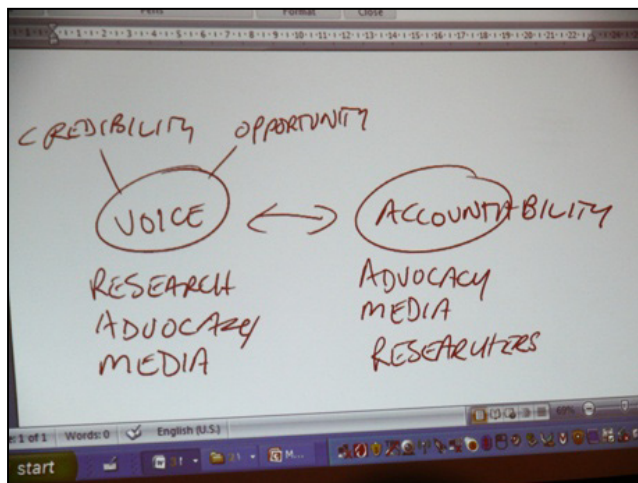 Pens Format Close
CREDIBILITY OPPORTUNITY
VOICE ACCOUNTABILITY
RESEARCH ADVOCACY
ADVOCACY MEDIA
MEDIA RESEARCHERS
1 of 1 Words: 0 English (U.S.) 69%
start M...